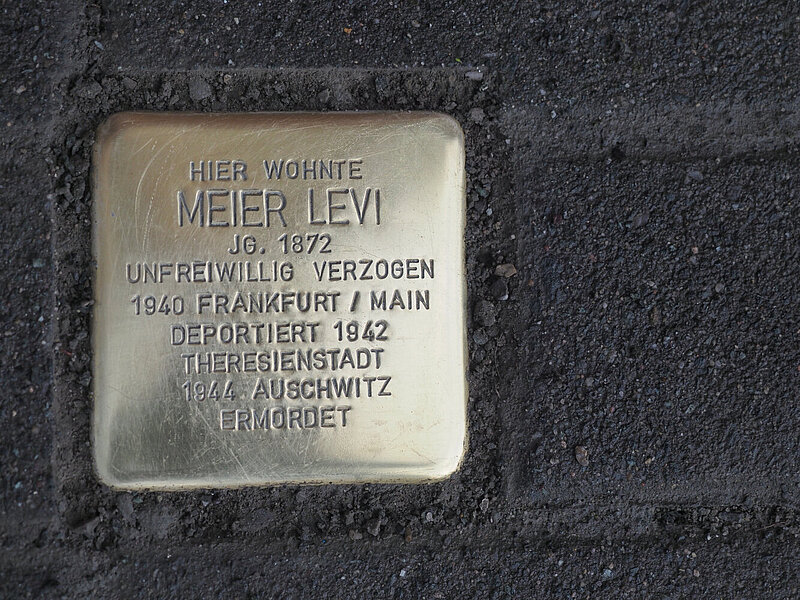 HIER WOHNTE
MEIER LEVI
JG. 1872
UNFREIWILLIG VERZOGEN
1940 FRANKFURT / MAIN
DEPORTIERT 1942
THERESIENSTADT
1944 AUSCHWITZ
ERMORDET